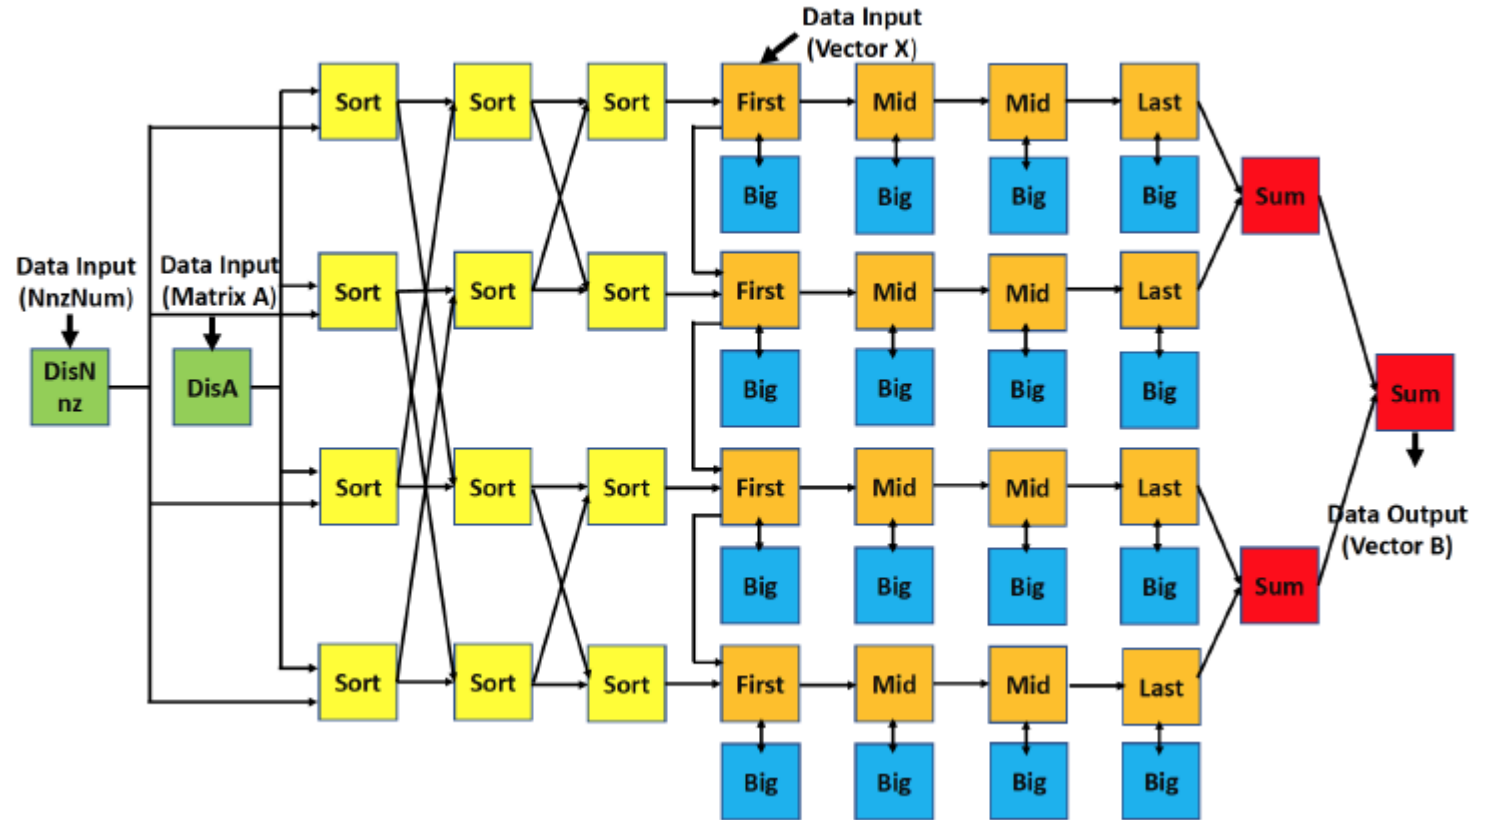 Data Input
(Vector X)
Sort Sort Sort First Mid Mid Last
Big Big Big Big
Sum
Data Input
(NnzNum)
Data Input
(Matrix A)
Sort Sort Sort First Mid Mid Last
DisN
nz
DisA
Big Big Big Big
Sum
Sort Sort Sort First Mid Mid Last
Data Output
(Vector B)
Big Big Big Big
Sum
Sort Sort Sort First Mid Mid Last
Big Big Big Big